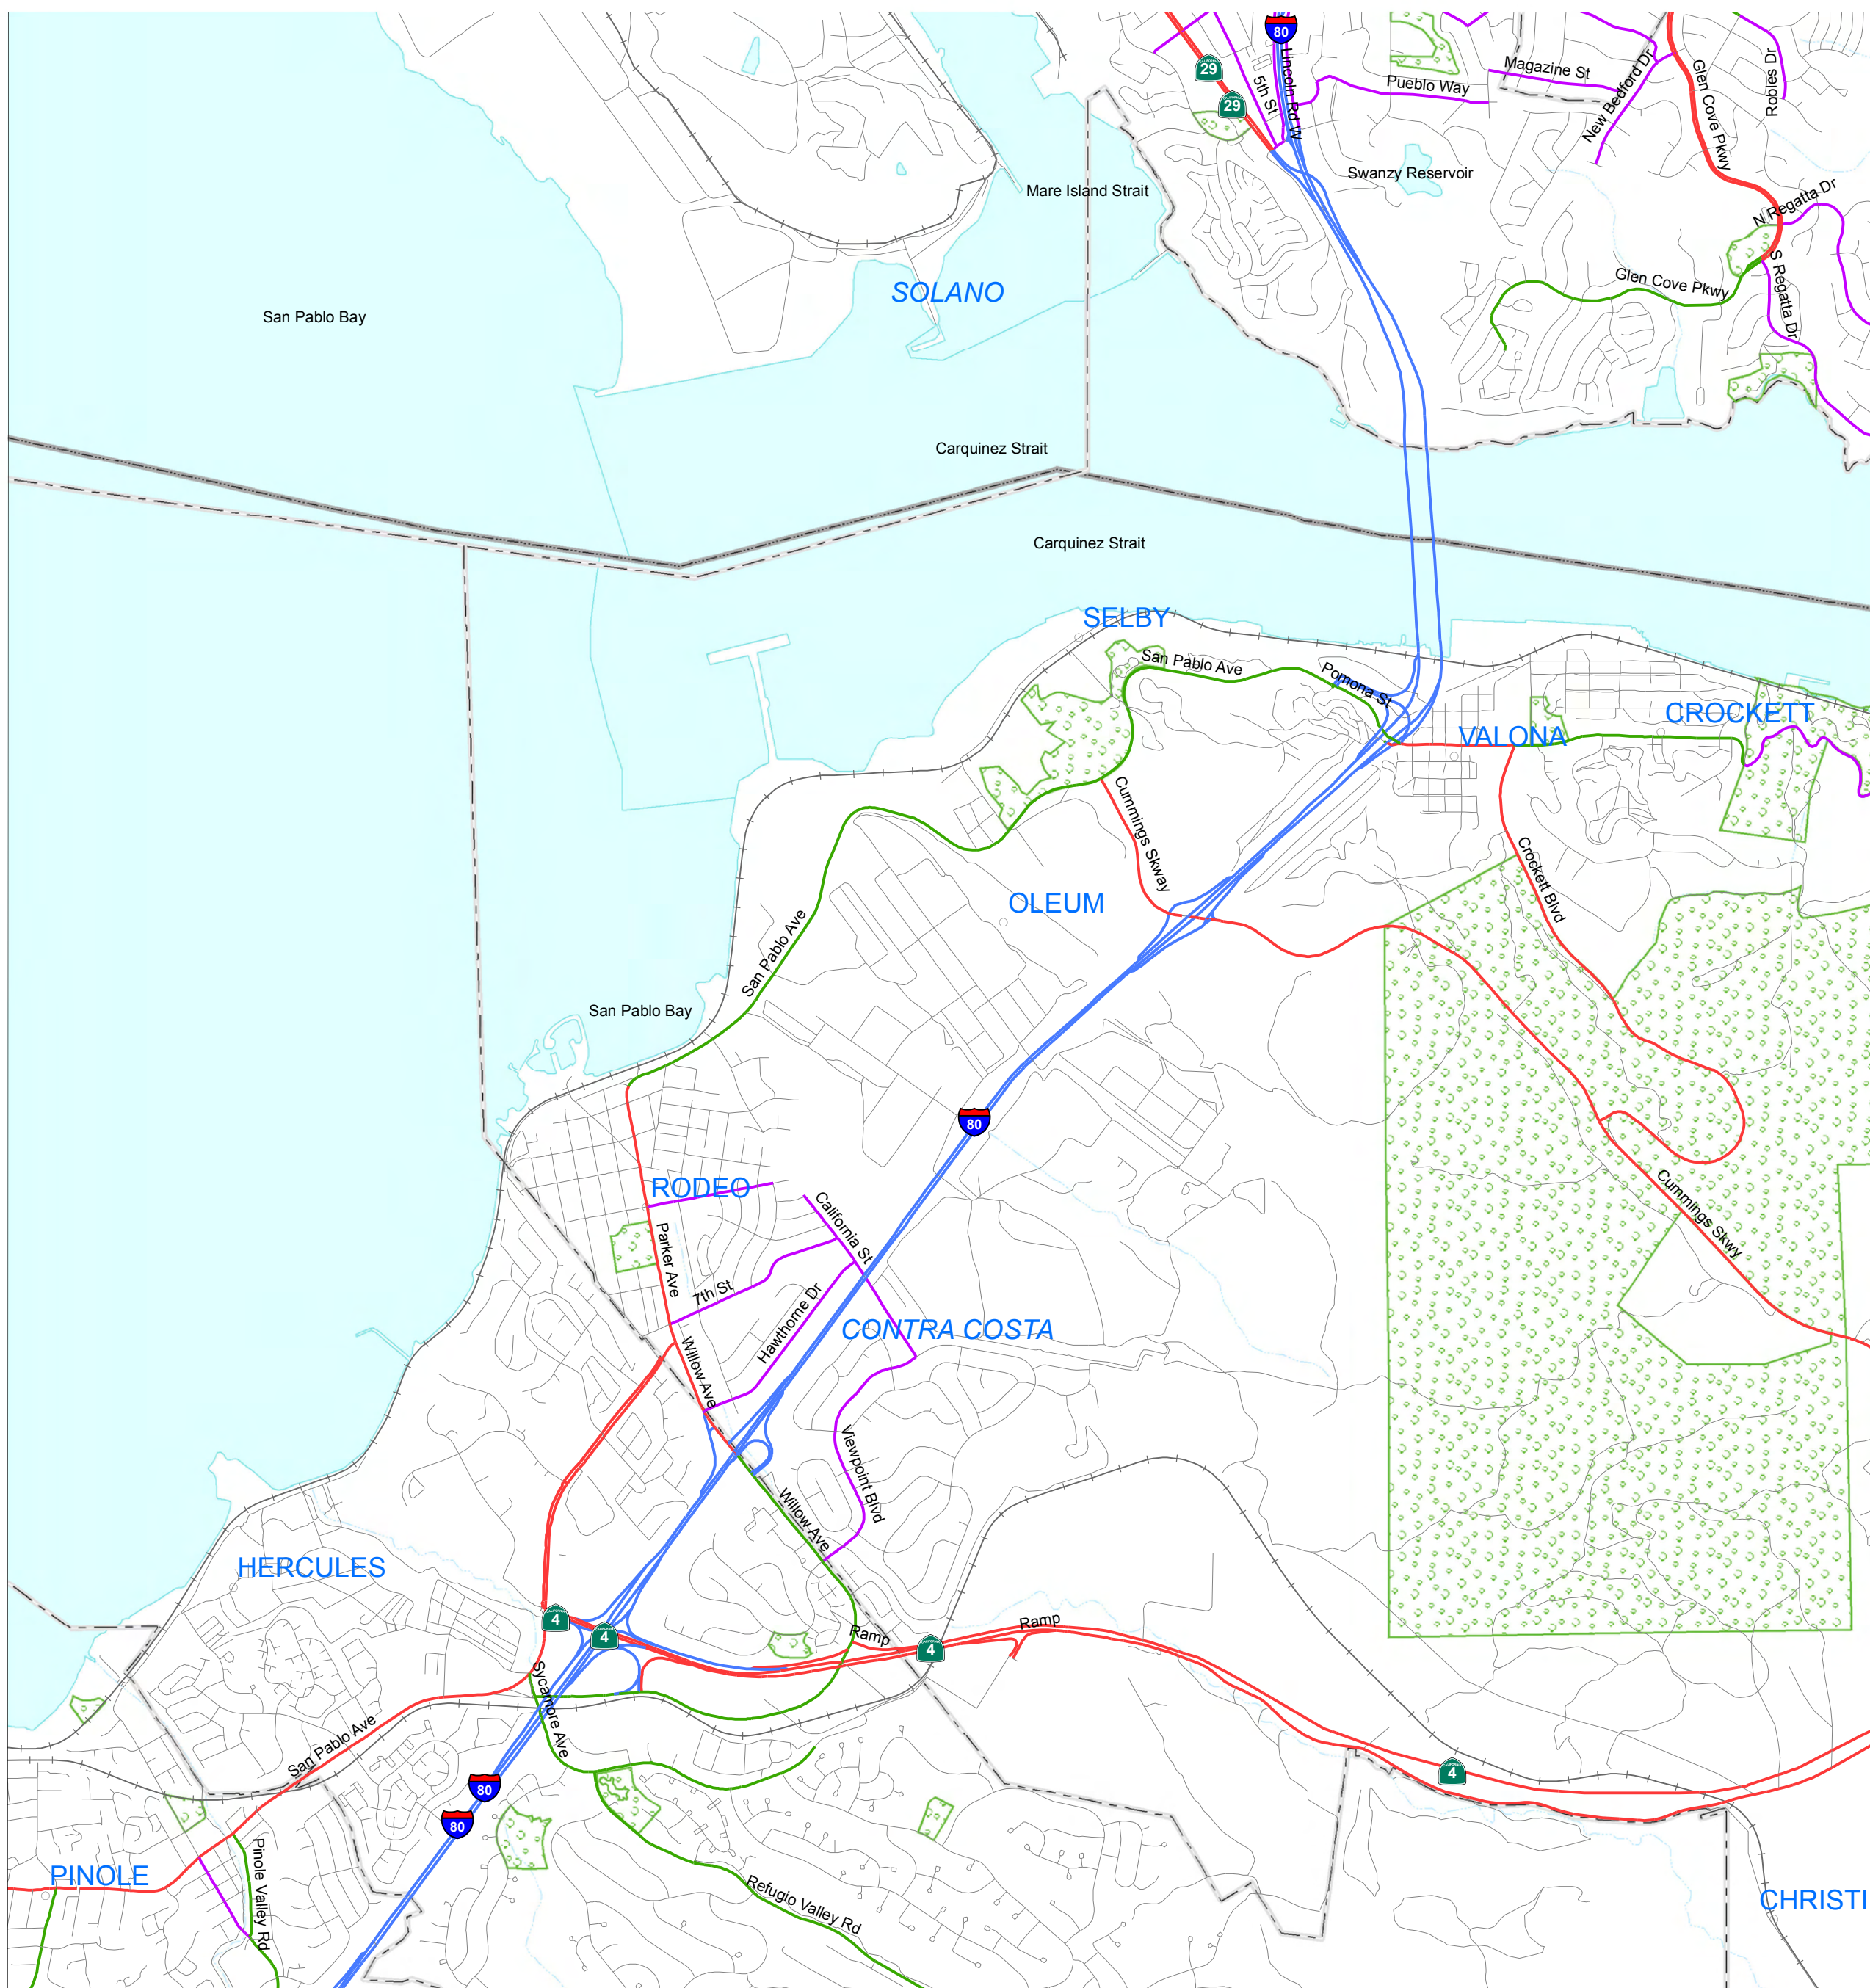 80
29
29
5th St
Lincoln Rd W
Pueblo Way
Magazine St
New Bedford Dr
Glen Cove Pkwy
Robles Dr
Swanzy Reservoir
Mare Island Strait
N Regatta Dr
S Regatta Dr
Glen Cove Pkwy
SOLANO
San Pablo Bay
Carquinez Strait
Carquinez Strait
SELBY
San Pablo Ave
Pomona St
CROCKETT
VALONA
Cummings Skway
Crockett Blvd
OLEUM
San Pablo Ave
San Pablo Bay
80
RODEO
California St
Parker Ave
7th St
Hawthorne Dr
Cummings Skwy
CONTRA COSTA
Willow Ave
Viewpoint Blvd
Willow Ave
HERCULES
4
4
Ramp
4
Ramp
Sycamore Ave
San Pablo Ave
80
80
4
PINOLE
Pinole Valley Rd
Refugio Valley Rd
CHRISTI